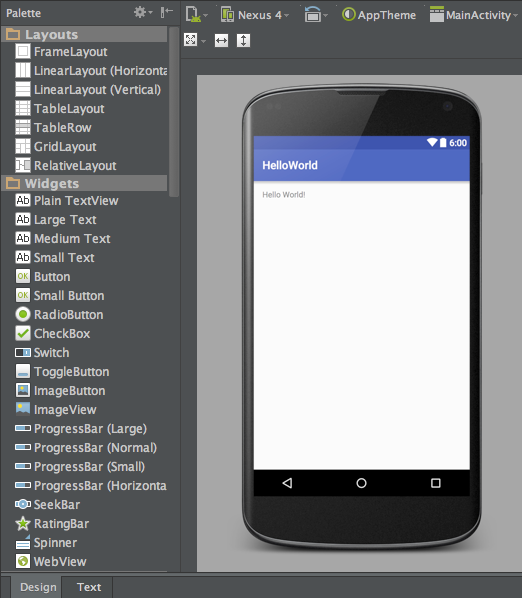 Palette
Nexus 4
AppTheme
MainActivity
Layouts
FrameLayout
LinearLayout (Horizonta
LinearLayout (Vertical)
TableLayout
TableRow
GridLayout
RelativeLayout
Widgets
Ab Plain TextView
Ab Large Text
Ab Medium Text
Ab Small Text
OK Button
OK Small Button
RadioButton
CheckBox
Switch
ToggleButton
ImageButton
ImageView
ProgressBar (Large)
ProgressBar (Normal)
ProgressBar (Small)
ProgressBar (Horizonta
SeekBar
RatingBar
Spinner
WebView
6:00
HelloWorld
Hello World!
Design
Text